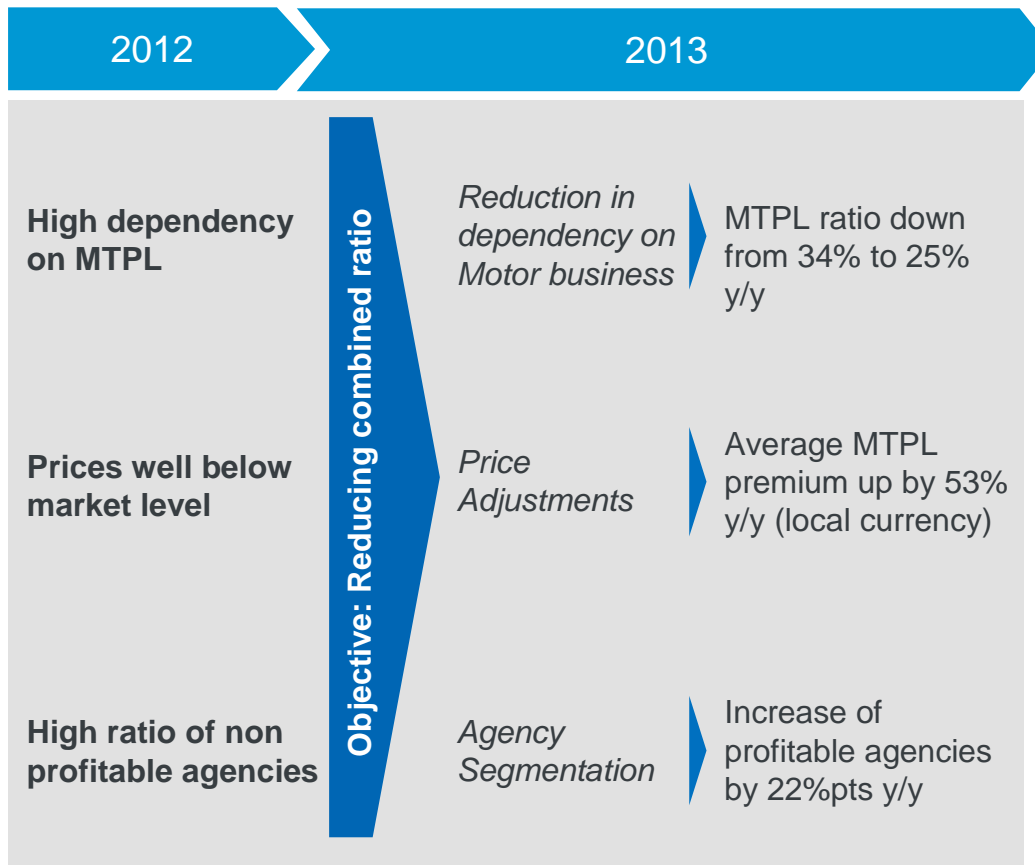 2012
2013
High dependency
on MTPL
Objective: Reducing combined ratio
Reduction in
dependency on
Motor business
MTPL ratio down
from 34% to 25%
y/y
Prices well below
market level
Price
Adjustments
Average MTPL
premium up by 53%
y/y (local currency)
High ratio of non
profitable agencies
Agency
Segmentation
Increase of
profitable agencies
by 22%pts y/y